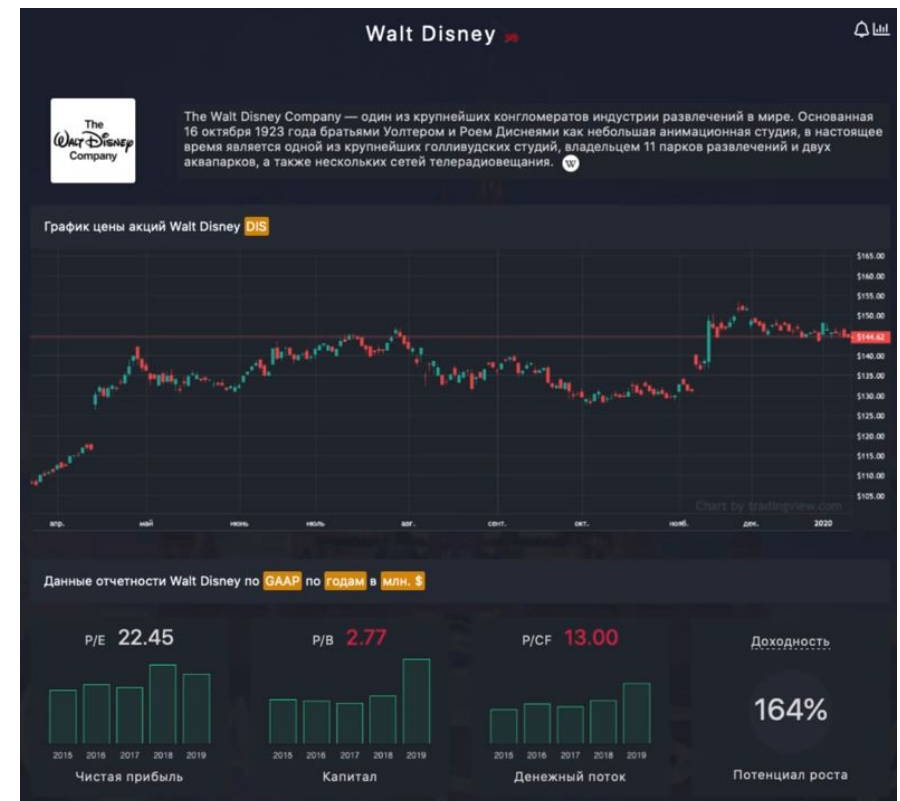 Walt Disney
The
WALT DISNEY
Company
The Walt Disney Company — один из крупнейших конгломератов индустрии развлечений в мире. Основанная
16 октября 1923 года братьями Уолтером и Роем Диснеями как небольшая анимационная студия, в настоящее
время является одной из крупнейших голливудских студий, владельцем 11 парков развлечений и двух
аквапарков, а также нескольких сетей телерадиовещания. W
График цены акций Walt Disney DIS
$165.00
$160.00
$155.00
$150.00
$144.62
$140.00
$135.00
$130.00
$125.00
$120.00
$115.00
$110.00
$105.00
Chart by tradingview.com
апр. май июнь июль авг. сент. окт. нояб. дек. 2020
Данные отчетности Walt Disney по GAAP по годам в млн. $
P/E 22.45
2015 2016 2017 2018 2019
Чистая прибыль
P/B 2.77
2015 2016 2017 2018 2019
Капитал
P/CF 13.00
2015 2016 2017 2018 2019
Денежный поток
Доходность
164%
Потенциал роста